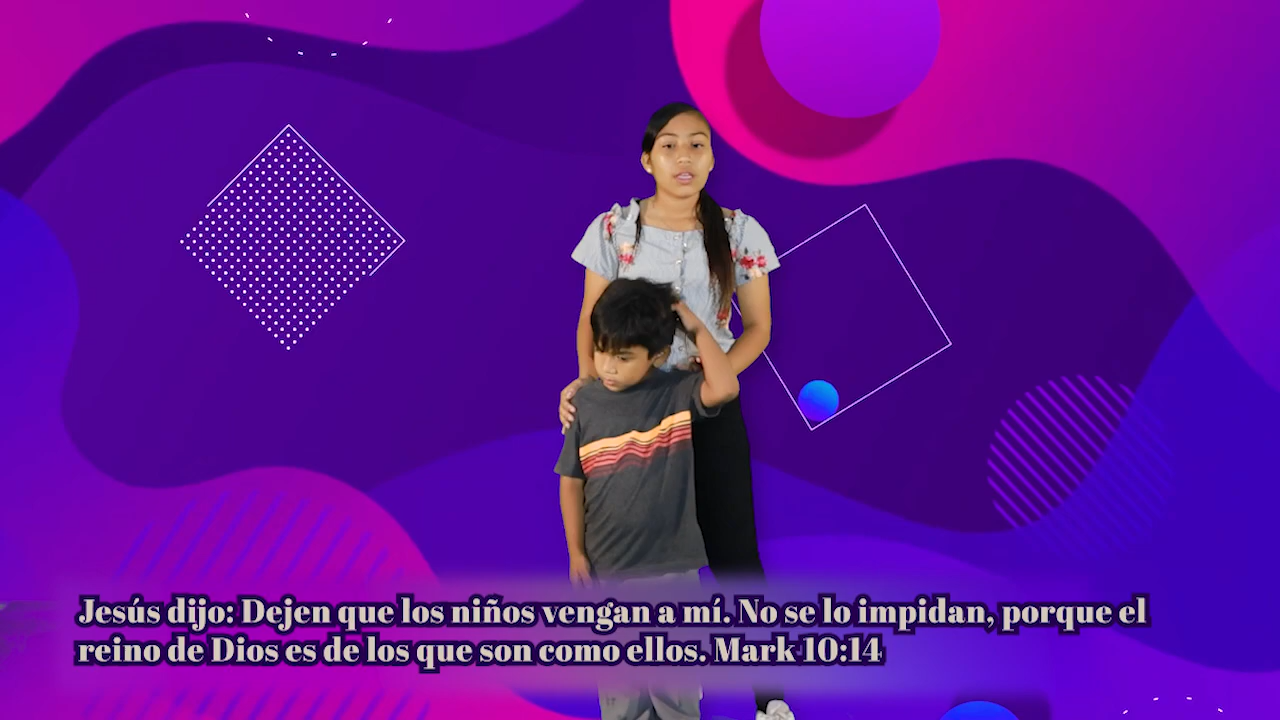 Jesús dijo: Dejen que los niños vengan a mí. No se lo impidan, porque el
reino de Dios es de los que son como ellos. Mark 10:14